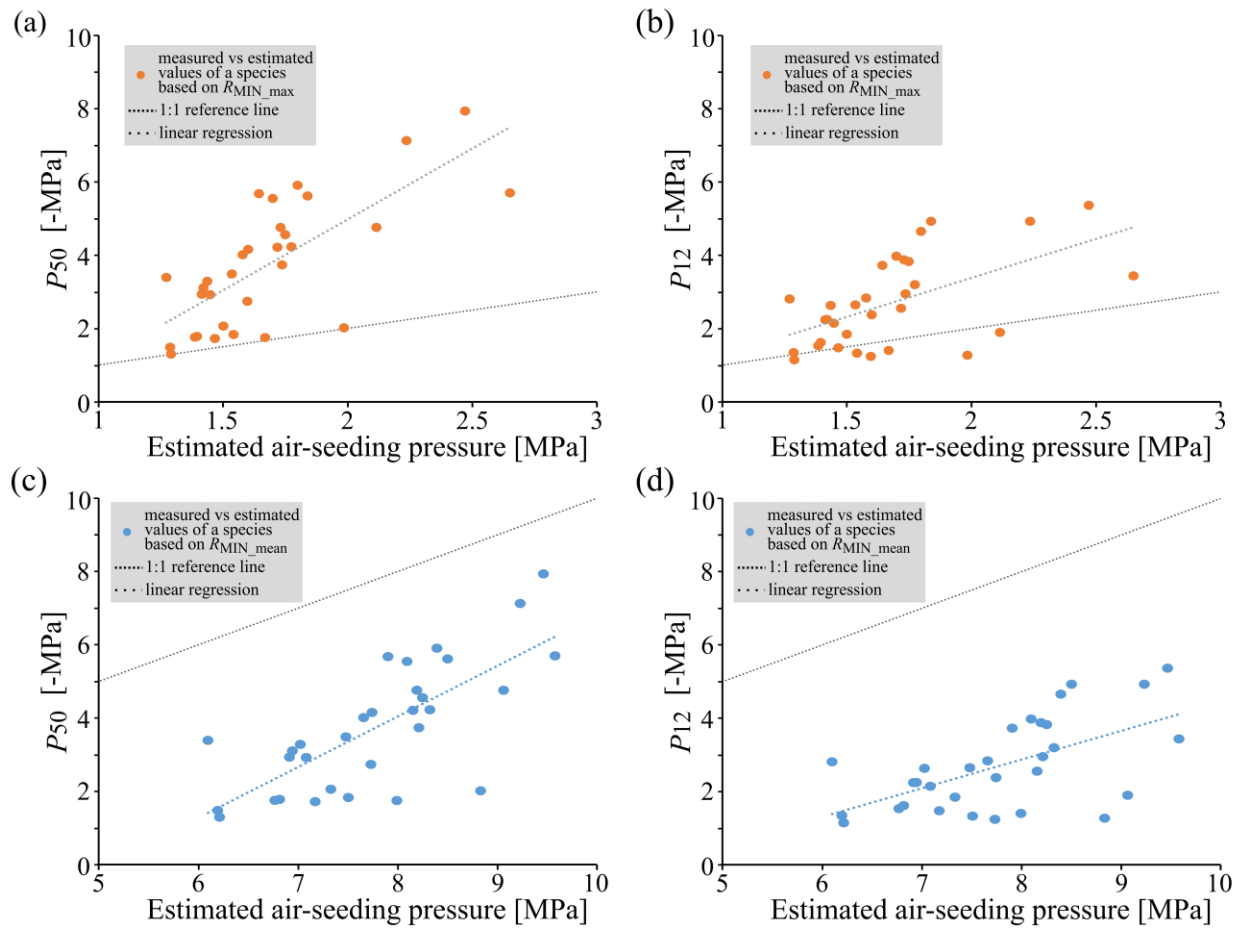 (a)
10
8
6
4
2
0
P50 [-MPa]
measured vs estimated
values of a species
based on RMIN_max
1:1 reference line
linear regression
1
1.5
2
2.5
3
Estimated air-seeding pressure [MPa]
(b)
10
8
6
4
2
0
P12 [-MPa]
measured vs estimated
values of a species
based on RMIN_max
1:1 reference line
linear regression
1
1.5
2
2.5
3
Estimated air-seeding pressure [MPa]
(c)
10
8
6
4
2
0
P50 [-MPa]
measured vs estimated
values of a species
based on RMIN_mean
1:1 reference line
linear regression
5
6
7
8
9
10
Estimated air-seeding pressure [MPa]
(d)
10
8
6
4
2
0
P12 [-MPa]
measured vs estimated
values of a species
based on RMIN_mean
1:1 reference line
linear regression
5
6
7
8
9
10
Estimated air-seeding pressure [MPa]